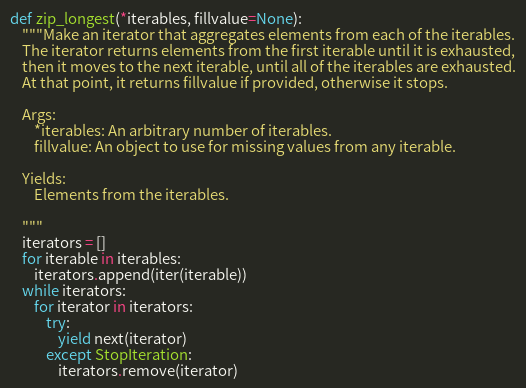 def zip_longest(*iterables, fillvalue=None):
    """Make an iterator that aggregates elements from each of the iterables.
    The iterator returns elements from the first iterable until it is exhausted,
    then it moves to the next iterable, until all of the iterables are exhausted.
    At that point, it returns fillvalue if provided, otherwise it stops.

    Args:
        *iterables: An arbitrary number of iterables.
        fillvalue: An object to use for missing values from any iterable.

    Yields:
        Elements from the iterables.

    """
    iterators = []
    for iterable in iterables:
        iterators.append(iter(iterable))
    while iterators:
        for iterator in iterators:
            try:
                yield next(iterator)
            except StopIteration:
                iterators.remove(iterator)